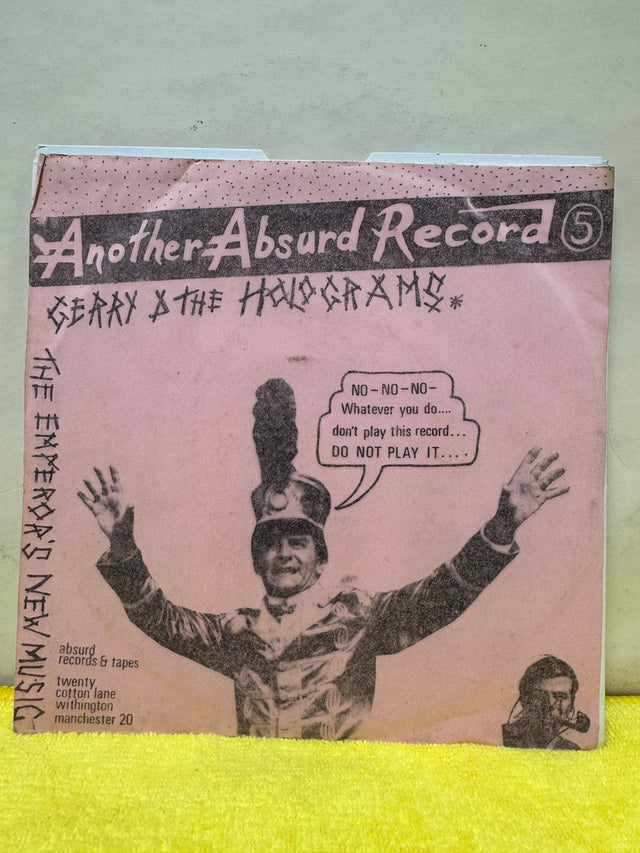 Another Absurd Record 5
GERRY & THE HOLOGRAMS*
THE EMPEROR'S NEW MUSIC
NO-NO-NO-
Whatever you do....
don't play this record...
DO NOT PLAY IT....
absurd
records & tapes
twenty
cotton lane
withington
manchester 20